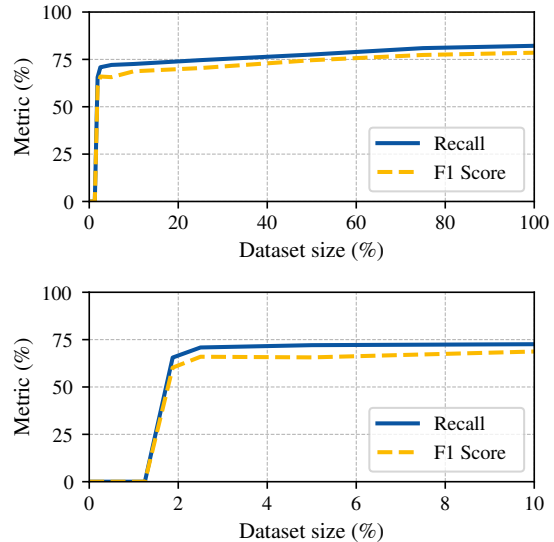 100
75
50
25
0
Metric (%)
Recall
F1 Score
0 20 40 60 80 100
Dataset size (%)
100
75
50
25
0
Metric (%)
Recall
F1 Score
0 2 4 6 8 10
Dataset size (%)